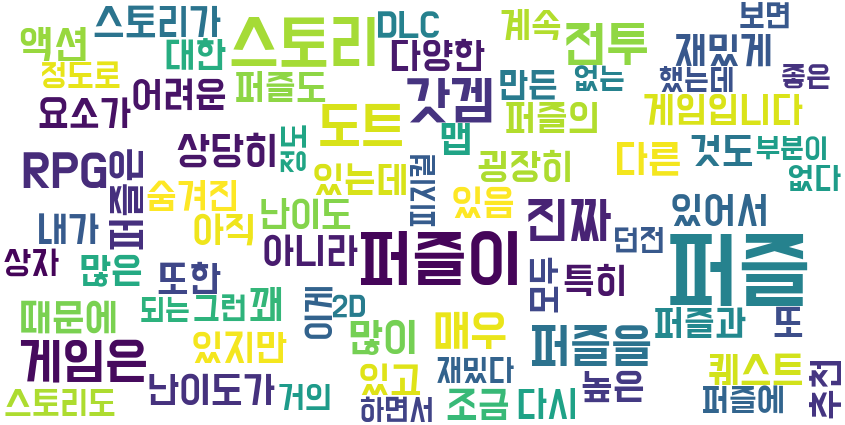 스토리가
DLC
계속
보면
액션
대한
스토리
다양한
전투
재밌게
정도로
어려운
퍼즐도
갓겜
만든
없는
했는데
좋은
요소가
도트
퍼즐의
게임입니다
상당히
정도
맵
RPG
퍼즐은
있는데
피지컬
굉장히
다른
것도
부분이
없다
숨겨진
난이도
있음
진짜
있어서
내가
아직
아니라
퍼즐이
던전
퍼즐
상자
많은
또한
모두
특히
때문에
되는
그런
꽤
이게
2D
많이
매우
퍼즐을
퍼즐과
또
게임은
있지만
재밌다
퀘스트
추천
스토리도
난이도가
거의
있고
하면서
조금
다시
높은
퍼즐에